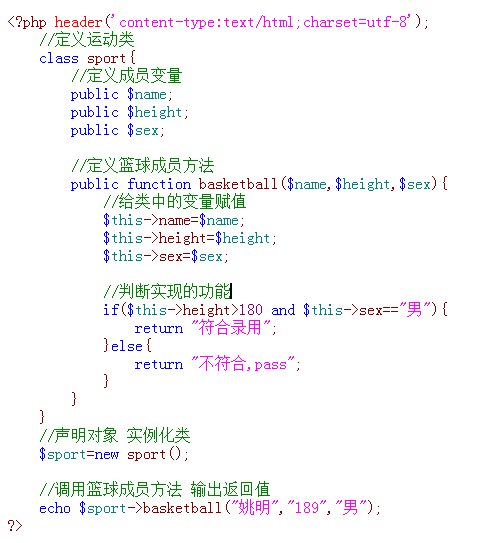 <?php header('content-type:text/html;charset=utf-8');
//定义运动类
class sport{
//定义成员变量
public $name;
public $height;
public $sex;
//定义篮球成员方法
public function basketball($name,$height,$sex){
//给类中的变量赋值
$this->name=$name;
$this->height=$height;
$this->sex=$sex;
//判断实现的功能
if($this->height>180 and $this->sex=="男"){
return "符合录用";
}else{
return "不符合,pass";
}
}
}
//声明对象 实例化类
$sport=new sport();
//调用篮球成员方法 输出返回值
echo $sport->basketball("姚明","189","男");
?>